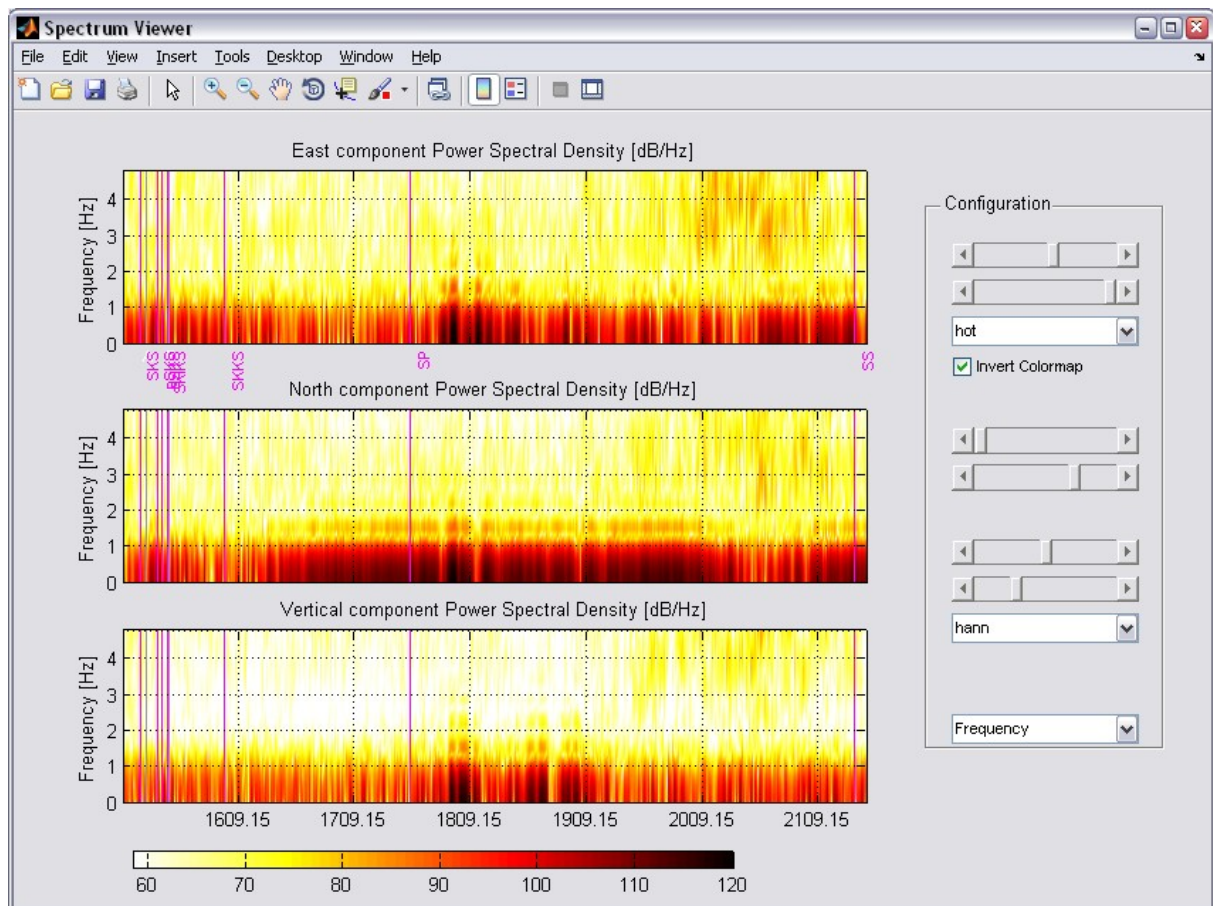 Spectrum Viewer
File Edit View Insert Tools Desktop Window Help
East component Power Spectral Density [dB/Hz]
Frequency [Hz]
4
3
2
1
0
SKS
SKKS
SP
SS
North component Power Spectral Density [dB/Hz]
Frequency [Hz]
4
3
2
1
0
Vertical component Power Spectral Density [dB/Hz]
Frequency [Hz]
4
3
2
1
0
1609.15 1709.15 1809.15 1909.15 2009.15 2109.15
60 70 80 90 100 110 120
Configuration
hot
Invert Colormap
hann
Frequency